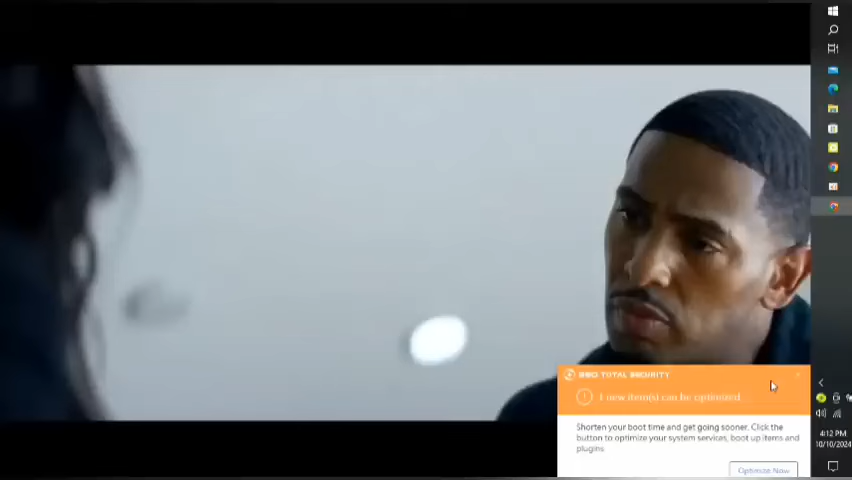 360 TOTAL SECURITY
1 new item(s) can be optimized...
Shorten your boot time and get going sooner. Click the
button to optimize your system services, boot up items and
plugins
Optimize Now
4:12 PM
10/10/2024